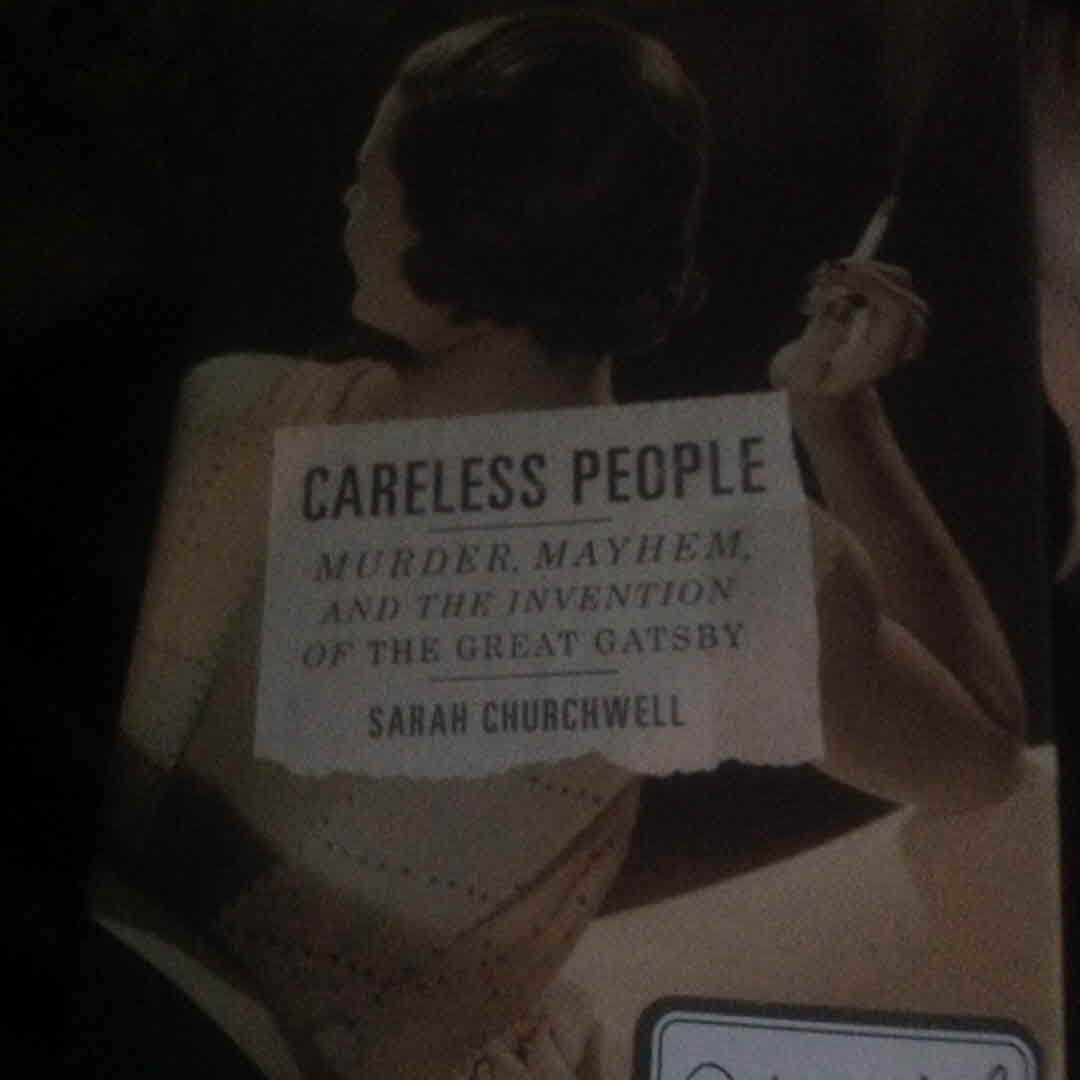 CARELESS PEOPLE
MURDER, MAYHEM,
AND THE INVENTION
OF THE GREAT GATSBY
SARAH CHURCHWELL